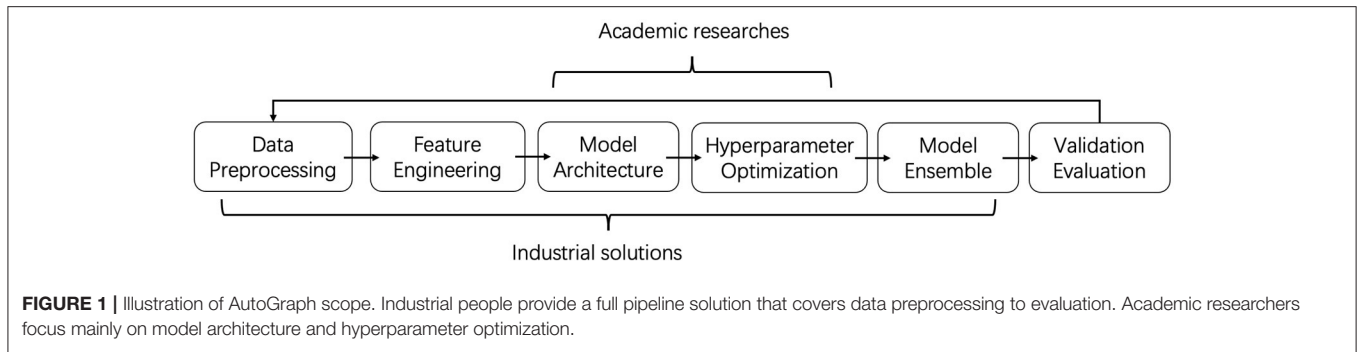 Academic researches
Data
Preprocessing
Feature
Engineering
Model
Architecture
Hyperparameter
Optimization
Model
Ensemble
Validation
Evaluation
Industrial solutions
FIGURE 1 | Illustration of AutoGraph scope. Industrial people provide a full pipeline solution that covers data preprocessing to evaluation. Academic researchers
focus mainly on model architecture and hyperparameter optimization.